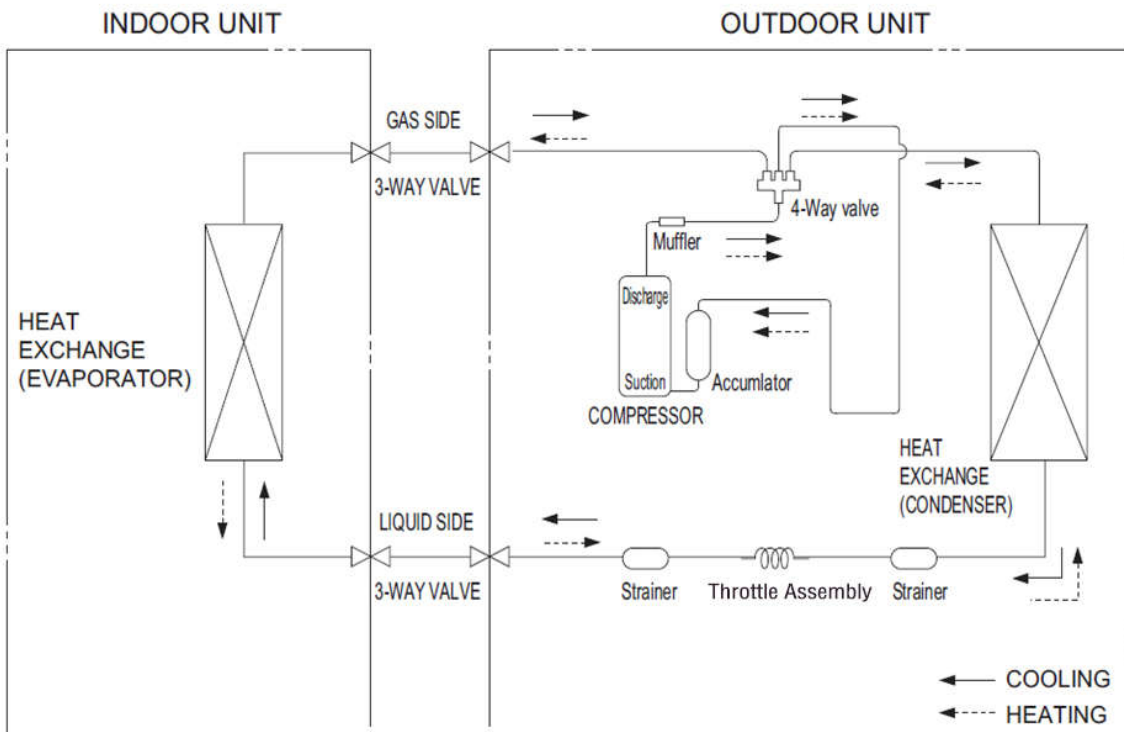 INDOOR UNIT
OUTDOOR UNIT
GAS SIDE
3-WAY VALVE
4-Way valve
Muffler
Discharge
Suction
Accumlator
COMPRESSOR
HEAT
EXCHANGE
(EVAPORATOR)
HEAT
EXCHANGE
(CONDENSER)
LIQUID SIDE
3-WAY VALVE
Strainer
Throttle Assembly
Strainer
COOLING
HEATING